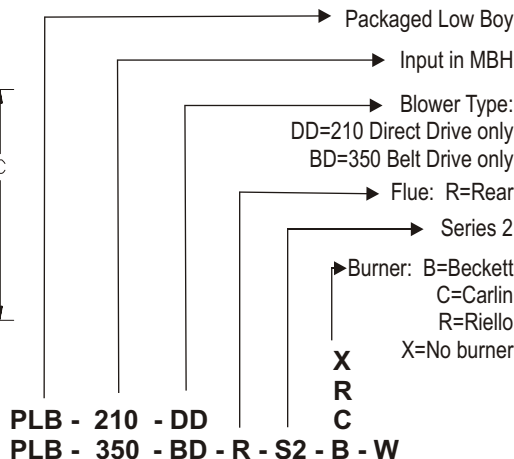 Packaged Low Boy
Input in MBH
Blower Type:
DD=210 Direct Drive only
BD=350 Belt Drive only
Flue: R=Rear
Series 2
Burner: B=Beckett
C=Carlin
R=Riello
X=No burner
X
R
PLB - 210 - DD C
PLB - 350 - BD - R - S2 - B - W